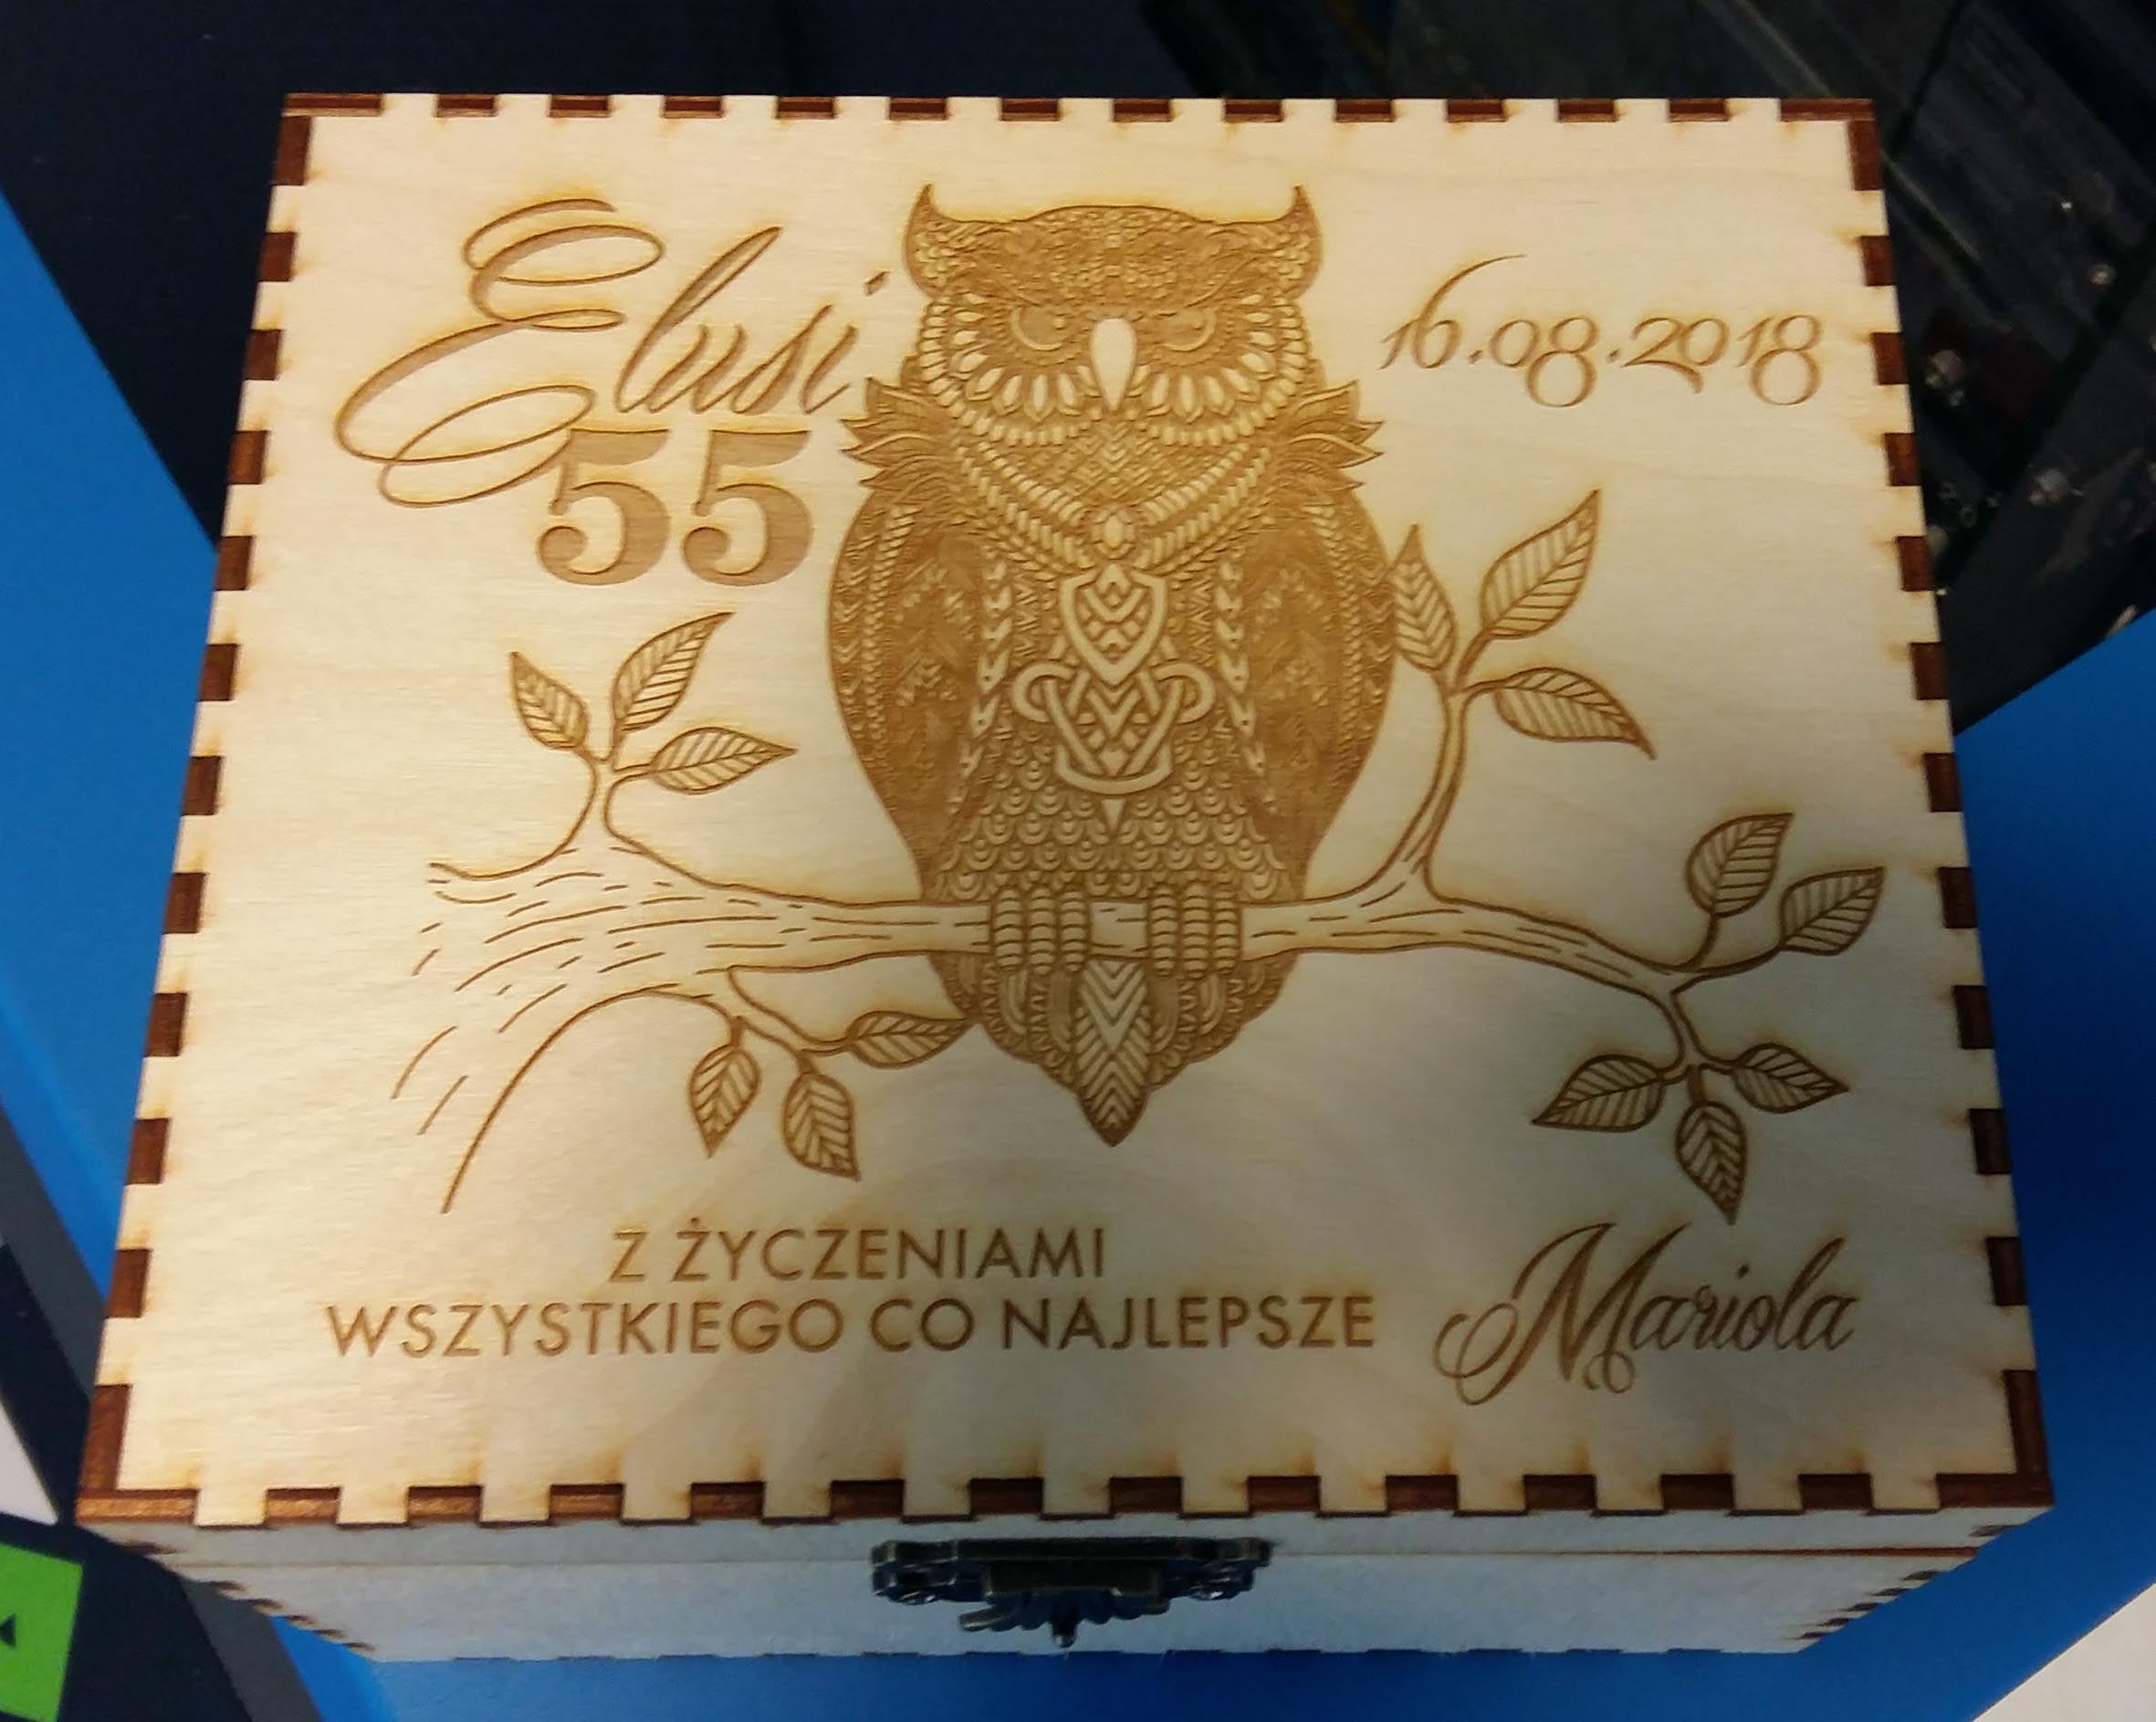 Elusi
55
16.08.2018
Z ŻYCZENIAMI
WSZYSTKIEGO CO NAJLEPSZE
Mariola